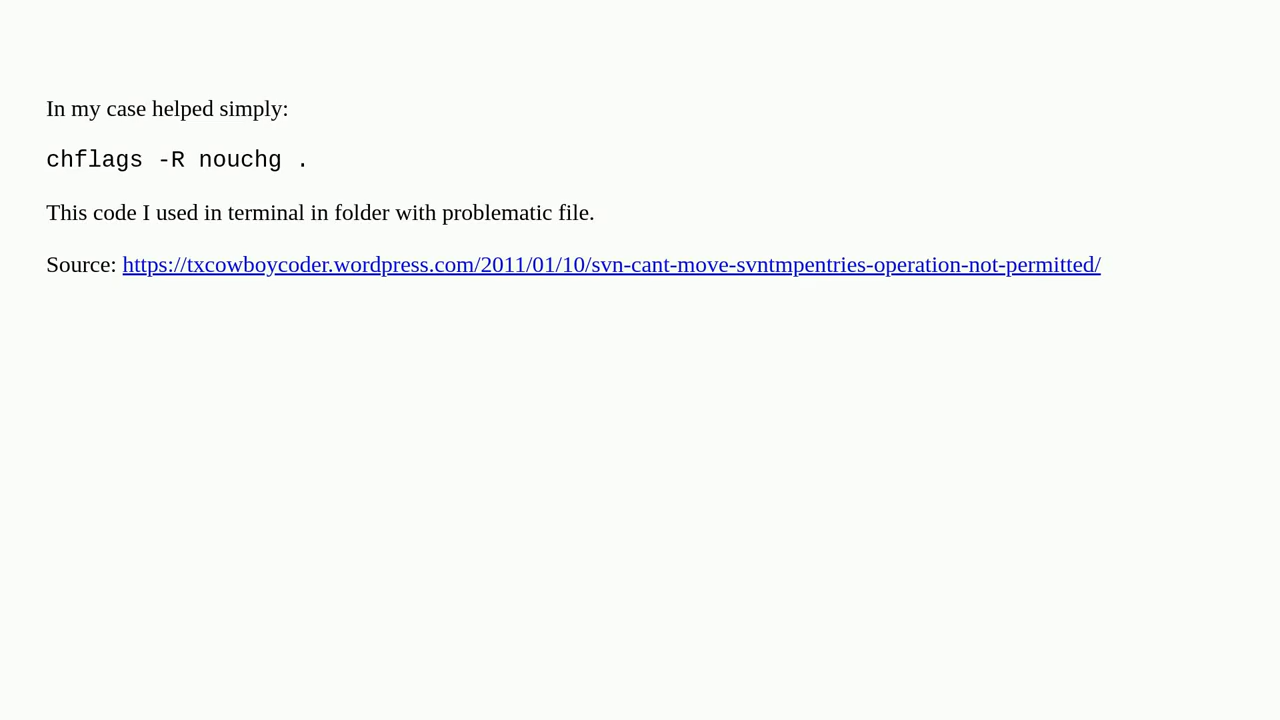 In my case helped simply:
chflags -R nouchg .
This code I used in terminal in folder with problematic file.
Source: https://txcowboycoder.wordpress.com/2011/01/10/svn-cant-move-svntmpentries-operation-not-permitted/